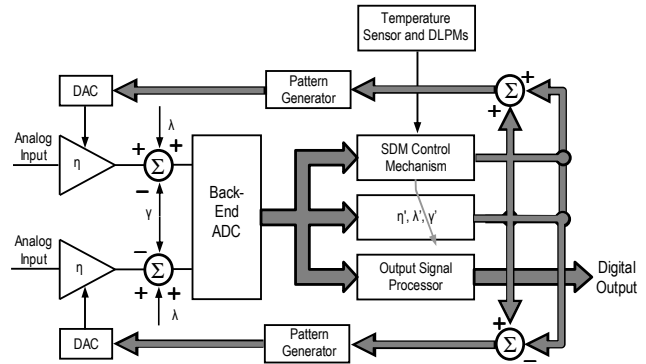 Temperature
Sensor and DLPMs
DAC
Pattern
Generator
Σ
+
+
λ
Analog
Input
η
+
+
Σ
−
SDM Control
Mechanism
Back-
End
ADC
γ
η', λ', γ'
Analog
Input
η
−
Σ
+
+
λ
Output Signal
Processor
Digital
Output
DAC
Pattern
Generator
+
Σ
−